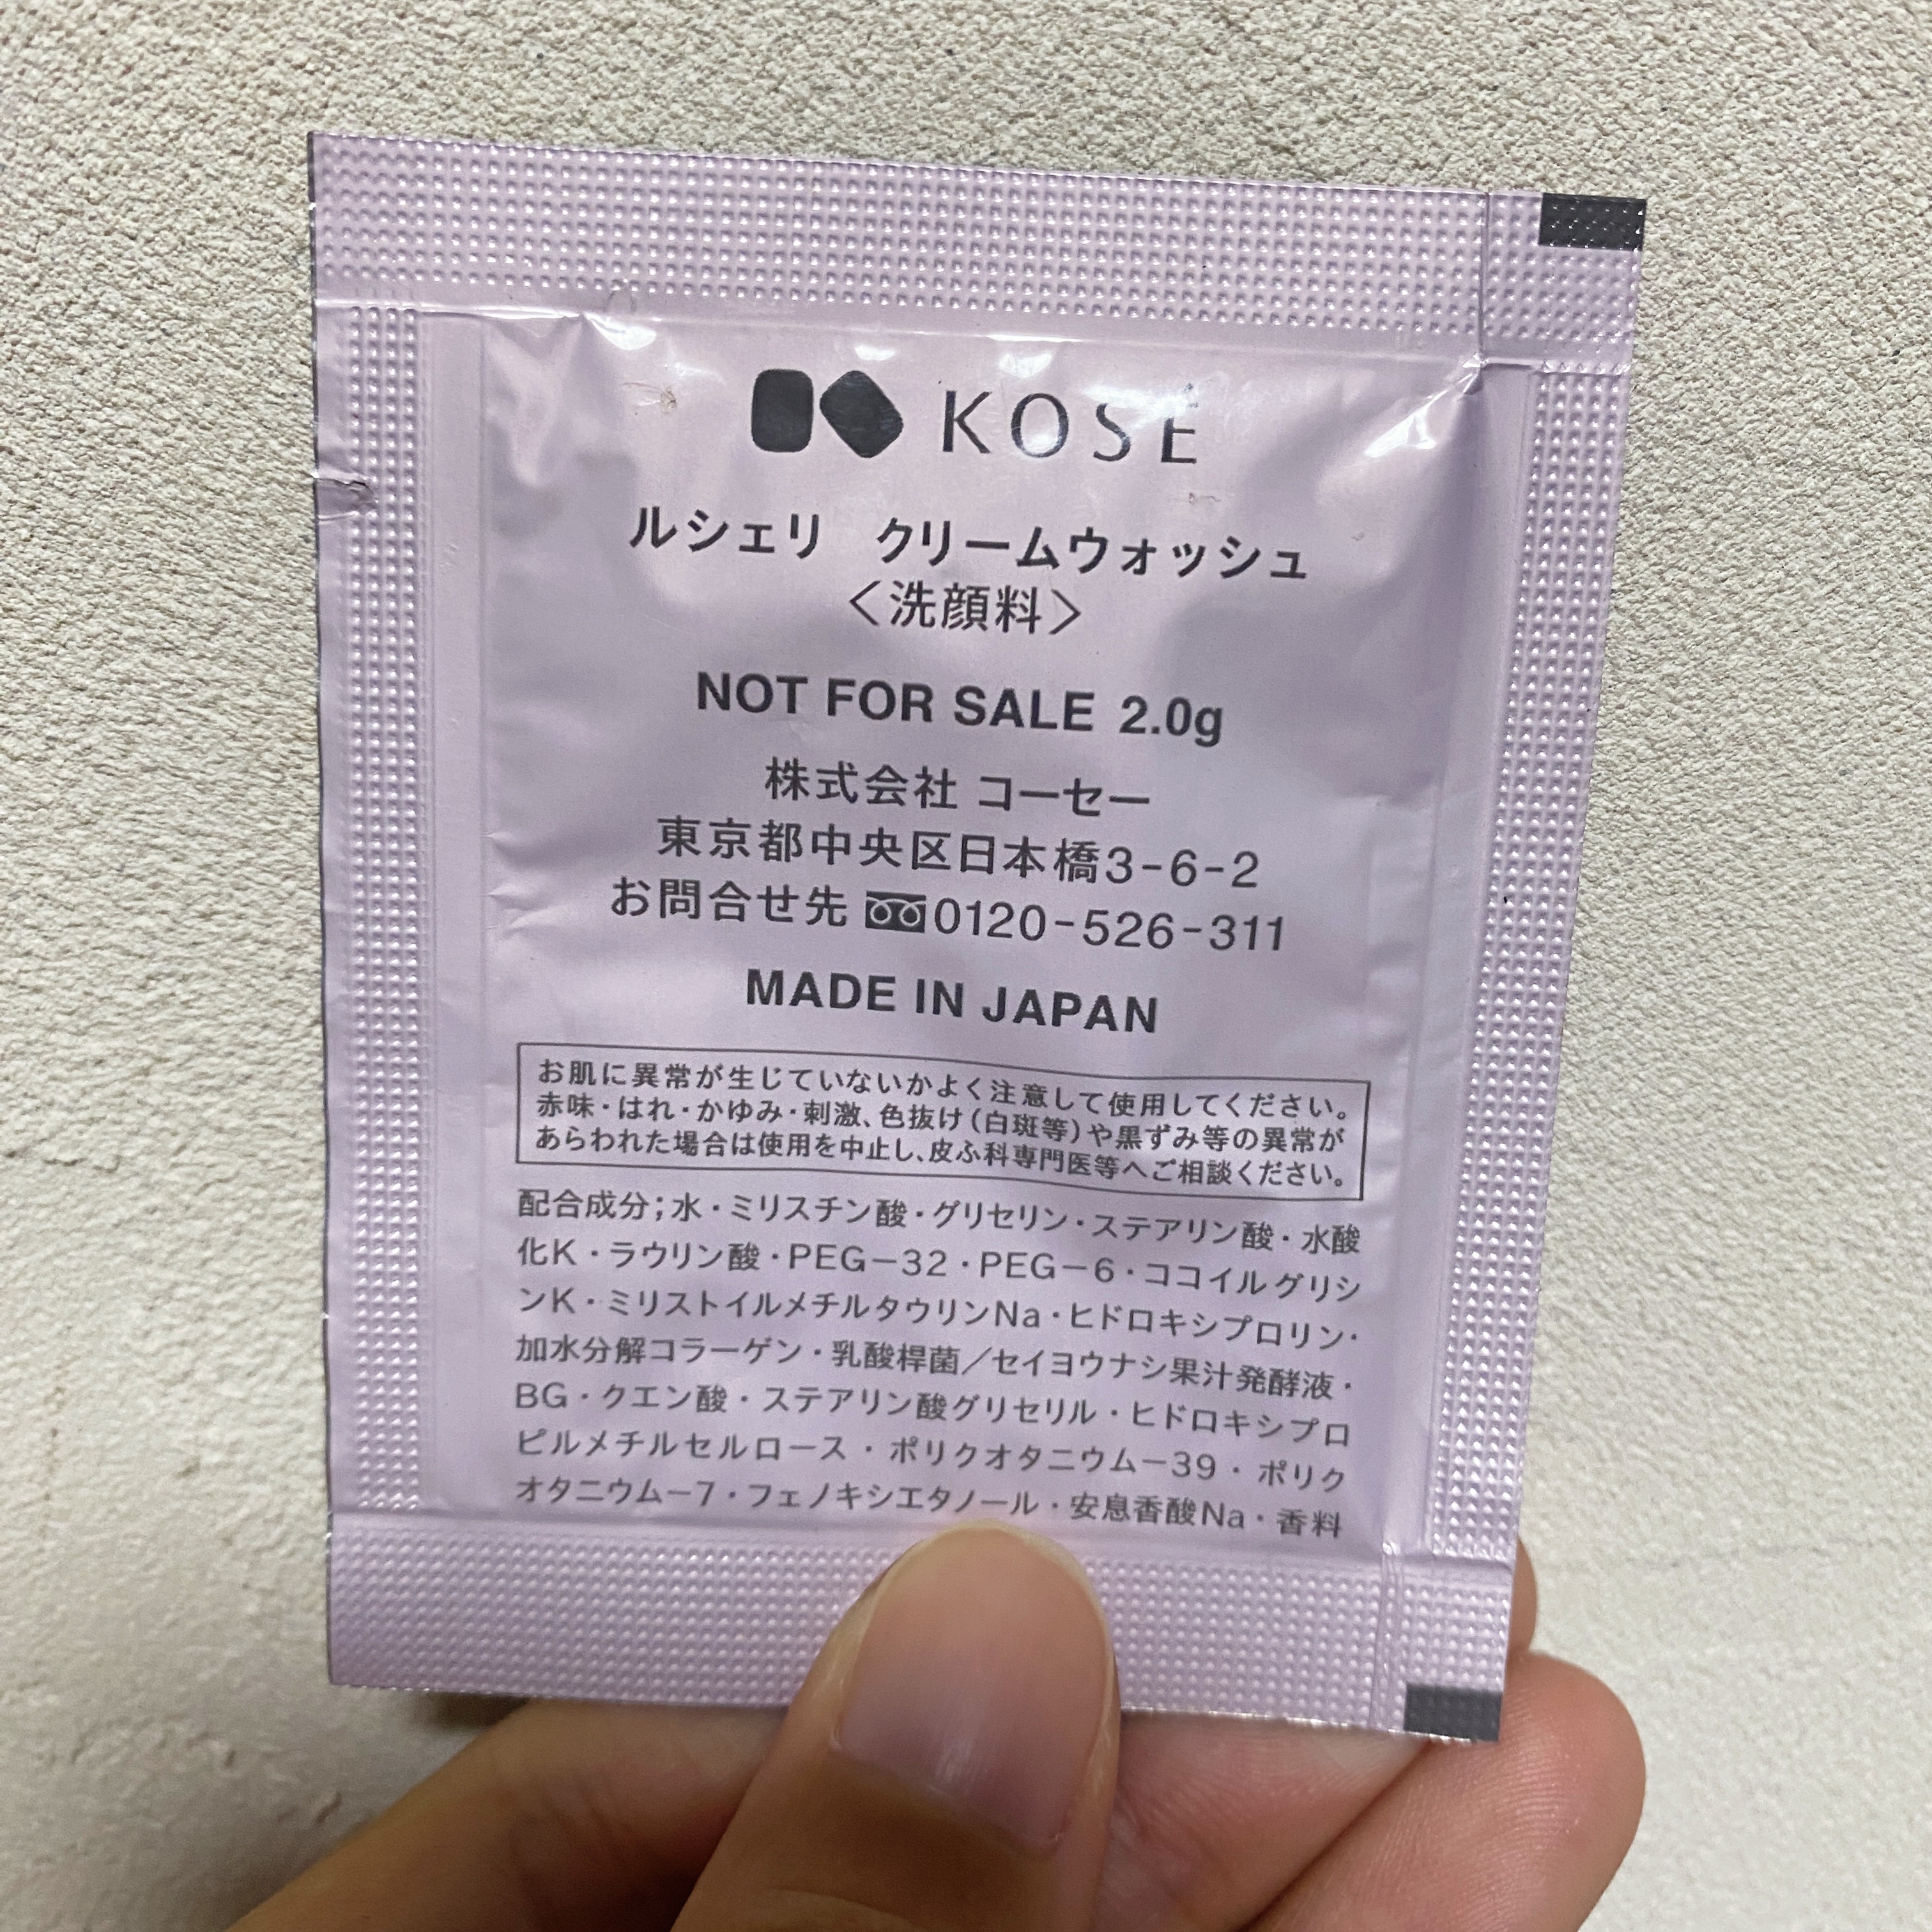 KOSÉ
ルシェリ　クリームウォッシュ
〈洗顔料〉
NOT FOR SALE 2.0g
株式会社 コーセー
東京都中央区日本橋3-6-2
お問合せ先 0120-526-311
MADE IN JAPAN
お肌に異常が生じていないかよく注意して使用してください。
赤味・はれ・かゆみ・刺激、色抜け(白斑等)や黒ずみ等の異常が
あらわれた場合は使用を中止し、皮ふ科専門医等へご相談ください。
配合成分；水・ミリスチン酸・グリセリン・ステアリン酸・水酸
化K・ラウリン酸・PEG−32・PEG−6・ココイルグリシ
ンK・ミリストイルメチルタウリンNa・ヒドロキシプロリン・
加水分解コラーゲン・乳酸桿菌／セイヨウナシ果汁発酵液・
BG・クエン酸・ステアリン酸グリセリル・ヒドロキシプロ
ピルメチルセルロース・ポリクオタニウム−39・ポリク
オタニウム−7・フェノキシエタノール・安息香酸Na・香料